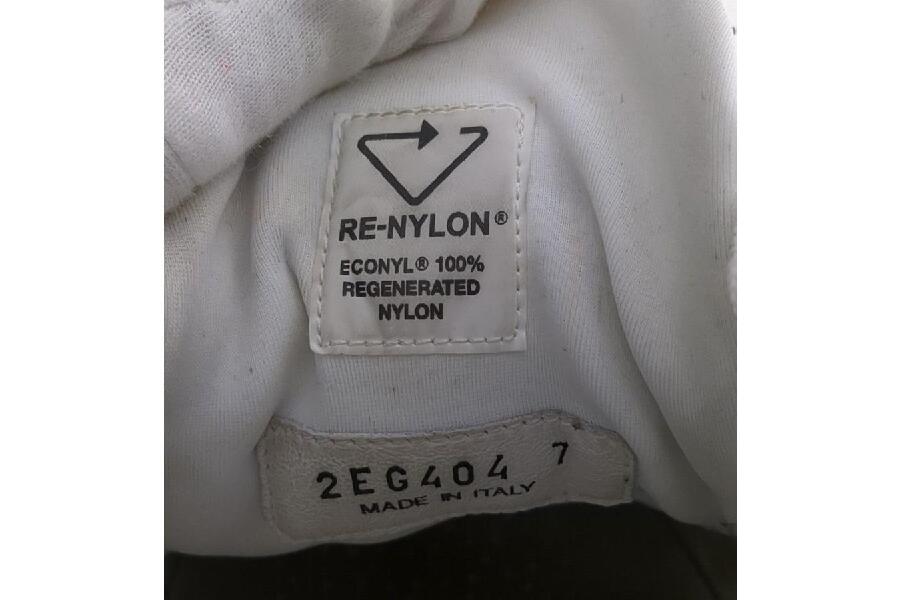 RE-NYLON®
ECONYL® 100%
REGENERATED
NYLON
2EG404 7
MADE IN ITALY